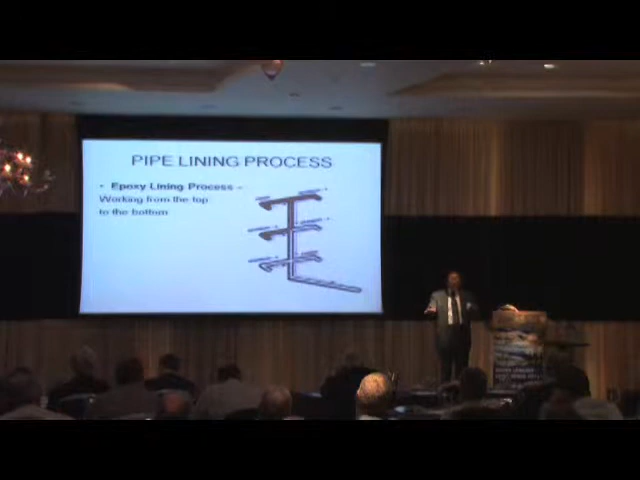 PIPE LINING PROCESS
• Epoxy Lining Process –
Working from the top
to the bottom